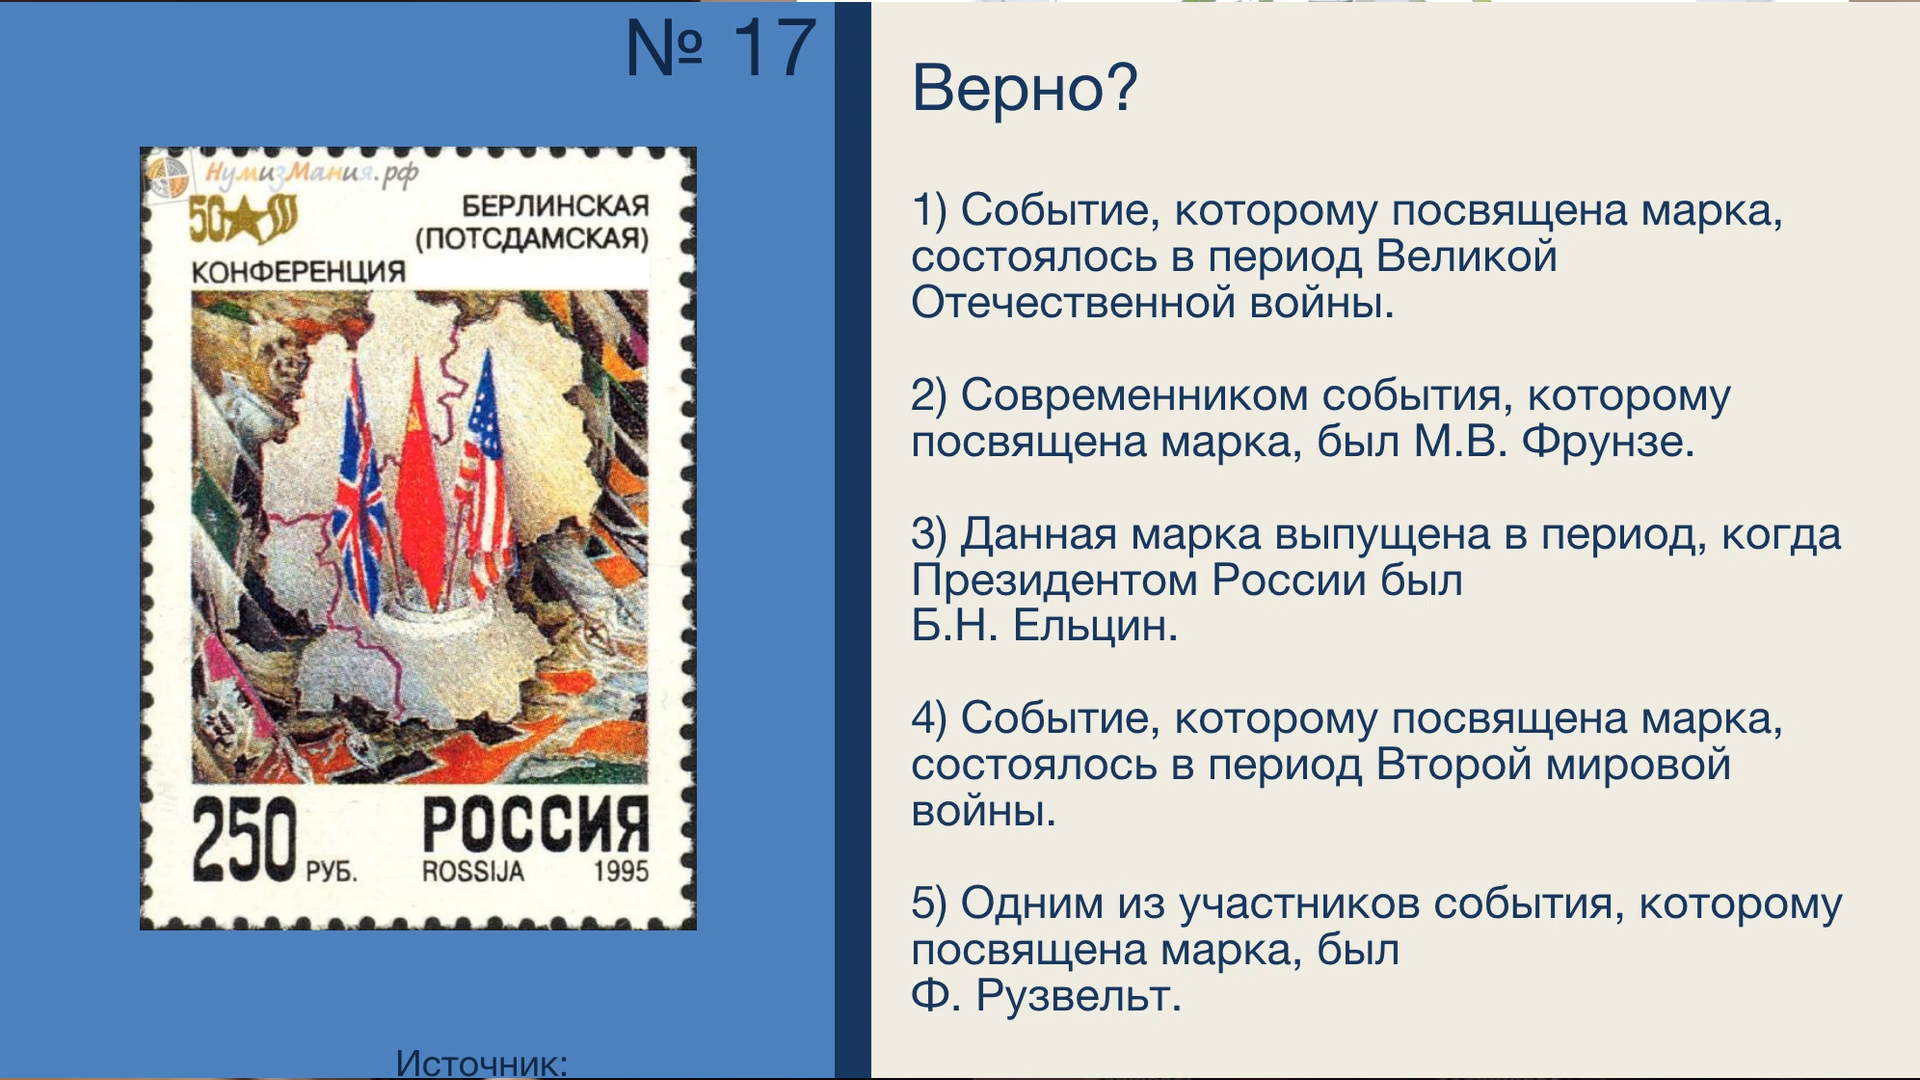 № 17
НумизМания.рф
50
БЕРЛИНСКАЯ
(ПОТСДАМСКАЯ)
КОНФЕРЕНЦИЯ
250 РУБ.
РОССИЯ
ROSSIJA 1995
Источник:
Верно?
1) Событие, которому посвящена марка,
состоялось в период Великой
Отечественной войны.
2) Современником события, которому
посвящена марка, был М.В. Фрунзе.
3) Данная марка выпущена в период, когда
Президентом России был
Б.Н. Ельцин.
4) Событие, которому посвящена марка,
состоялось в период Второй мировой
войны.
5) Одним из участников события, которому
посвящена марка, был
Ф. Рузвельт.